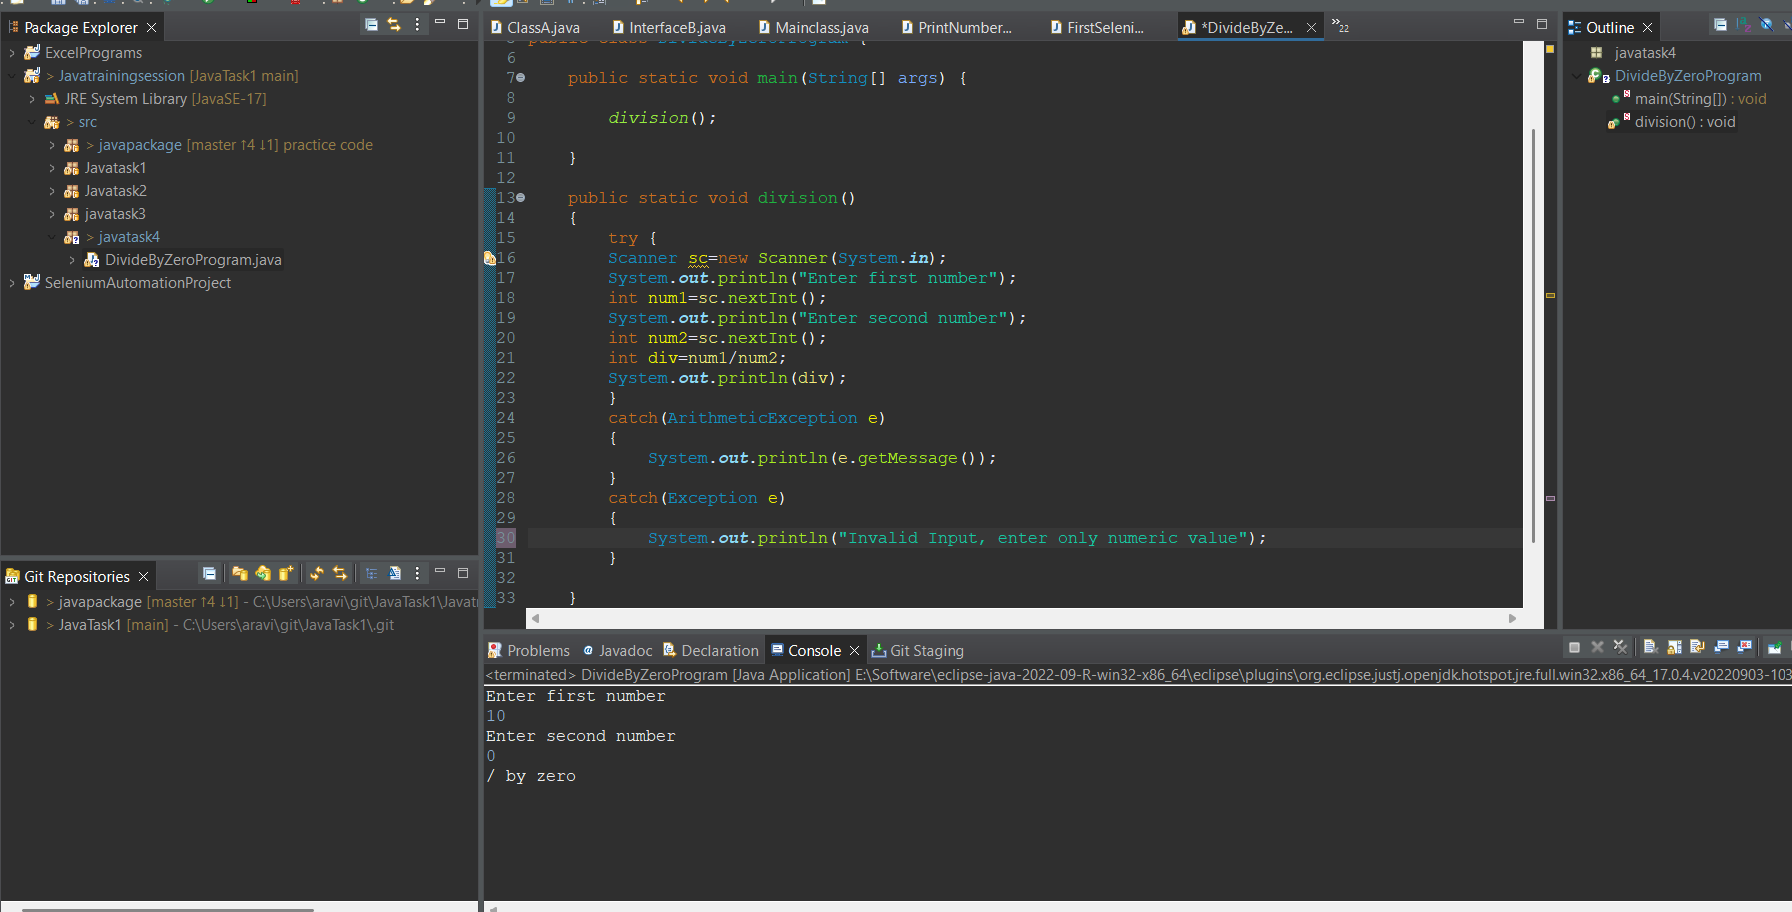 Package Explorer
ExcelPrograms
> Javatrainingsession [JavaTask1 main]
JRE System Library [JavaSE-17]
> src
> javapackage [master ↑4 ↓1] practice code
Javatask1
Javatask2
javatask3
> javatask4
DivideByZeroProgram.java
SeleniumAutomationProject
Git Repositories
> javapackage [master ↑4 ↓1] - C:\Users\aravi\git\JavaTask1\Javatr
> JavaTask1 [main] - C:\Users\aravi\git\JavaTask1\.git
ClassA.java InterfaceB.java Mainclass.java PrintNumber... FirstSeleni... *DivideByZe... »22
6
7 public static void main(String[] args) {
8
9 division();
10
11 }
12
13 public static void division()
14 {
15 try {
16 Scanner sc=new Scanner(System.in);
17 System.out.println("Enter first number");
18 int num1=sc.nextInt();
19 System.out.println("Enter second number");
20 int num2=sc.nextInt();
21 int div=num1/num2;
22 System.out.println(div);
23 }
24 catch(ArithmeticException e)
25 {
26 System.out.println(e.getMessage());
27 }
28 catch(Exception e)
29 {
30 System.out.println("Invalid Input, enter only numeric value");
31 }
32
33 }
Outline
javatask4
DivideByZeroProgram
main(String[]) : void
division() : void
Problems Javadoc Declaration Console Git Staging
<terminated> DivideByZeroProgram [Java Application] E:\Software\eclipse-java-2022-09-R-win32-x86_64\eclipse\plugins\org.eclipse.justj.openjdk.hotspot.jre.full.win32.x86_64_17.0.4.v20220903-103
Enter first number
10
Enter second number
0
/ by zero